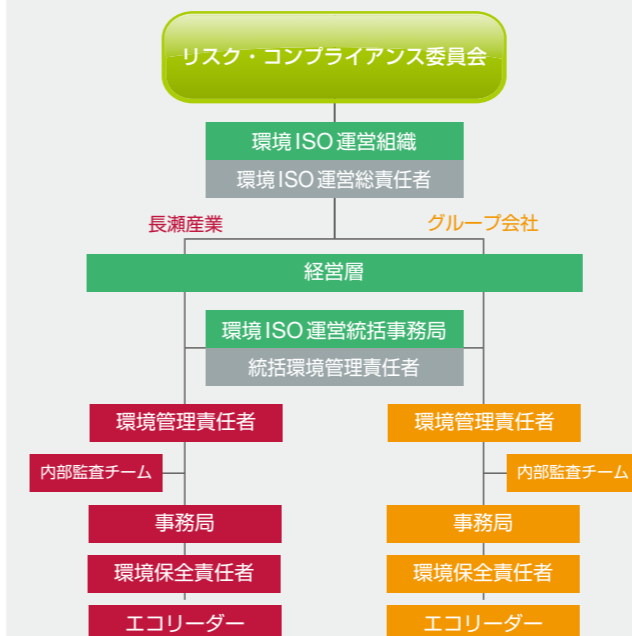 リスク・コンプライアンス委員会
環境ISO運営組織
環境ISO運営総責任者
長瀬産業
グループ会社
経営層
環境ISO運営統括事務局
統括環境管理責任者
環境管理責任者
環境管理責任者
内部監査チーム
内部監査チーム
事務局
事務局
環境保全責任者
環境保全責任者
エコリーダー
エコリーダー